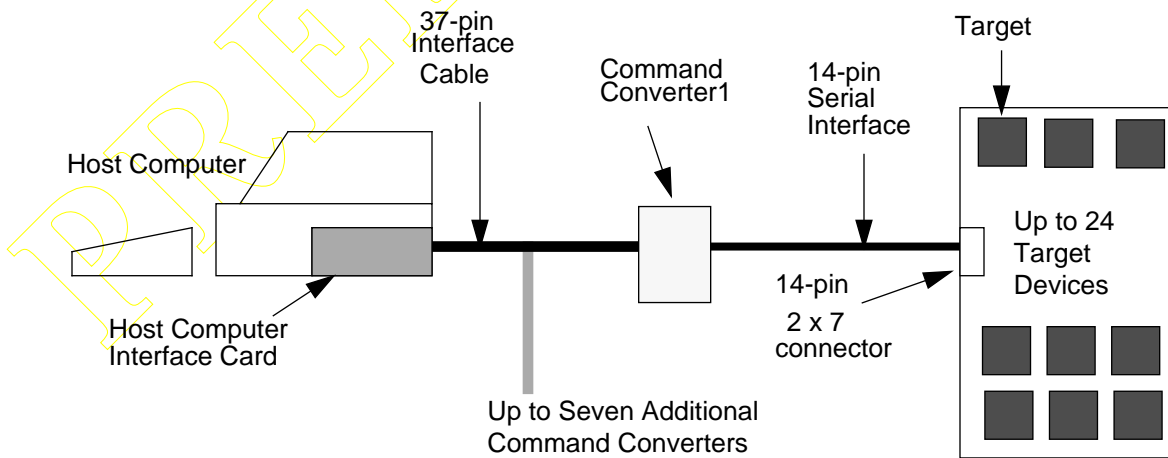 37-pin
Interface
Cable
Target
Command
Converter1
14-pin
Serial
Interface
Host Computer
Up to 24
Target
Devices
14-pin
2 x 7
connector
Host Computer
Interface Card
Up to Seven Additional
Command Converters
PRE